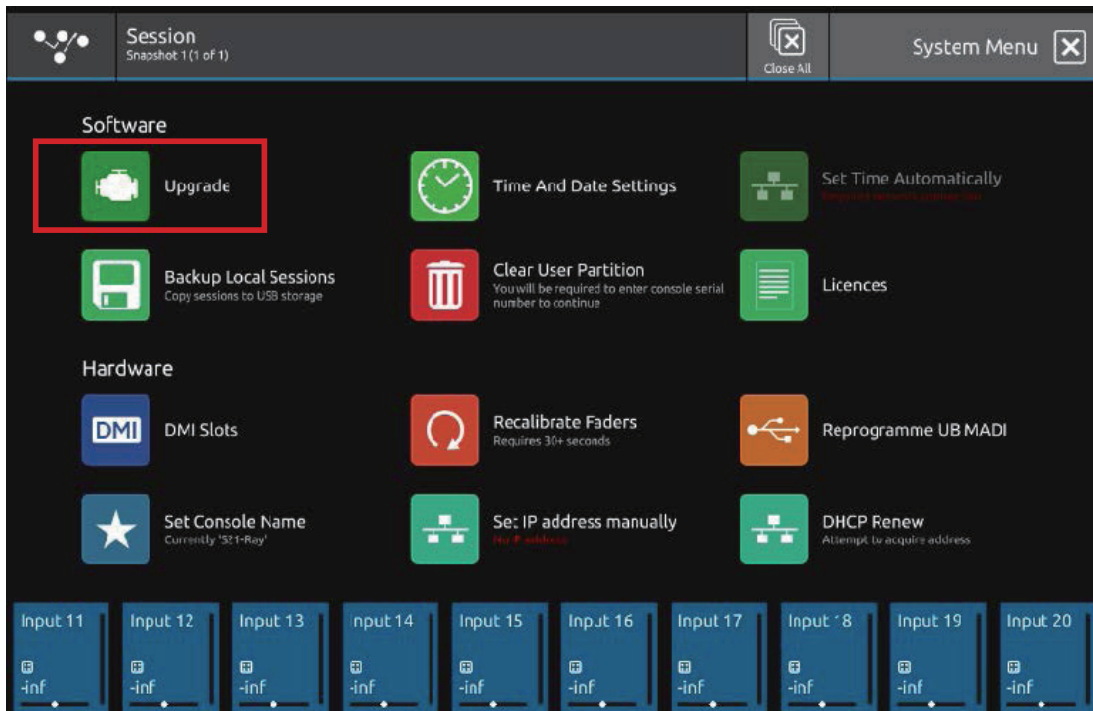 Session
Snapshot 1 (1 of 1)
Close All
System Menu
Software
Upgrade
Time And Date Settings
Set Time Automatically
Backup Local Sessions
Copy sessions to USB storage
Clear User Partition
You will be required to enter console serial
number to continue
Licences
Hardware
DMI
DMI Slots
Recalibrate Faders
Requires 30+ seconds
Reprogramme UB MADI
Set Console Name
Currently 'S21-Ray'
Set IP address manually
No IP address
DHCP Renew
Attempt to acquire address
Input 11
Input 12
Input 13
Input 14
Input 15
Input 16
Input 17
Input 18
Input 19
Input 20
-inf
-inf
-inf
-inf
-inf
-inf
-inf
-inf
-inf
-inf